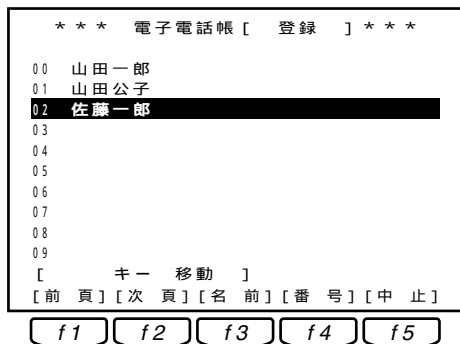 *** 電子電話帳[ 登録 ]***
00 山田一郎
01 山田公子
02 佐藤一郎
03
04
05
06
07
08
09
[ キー 移動 ]
[前 頁][次 頁][名 前][番 号][中 止]
f1 f2 f3 f4 f5